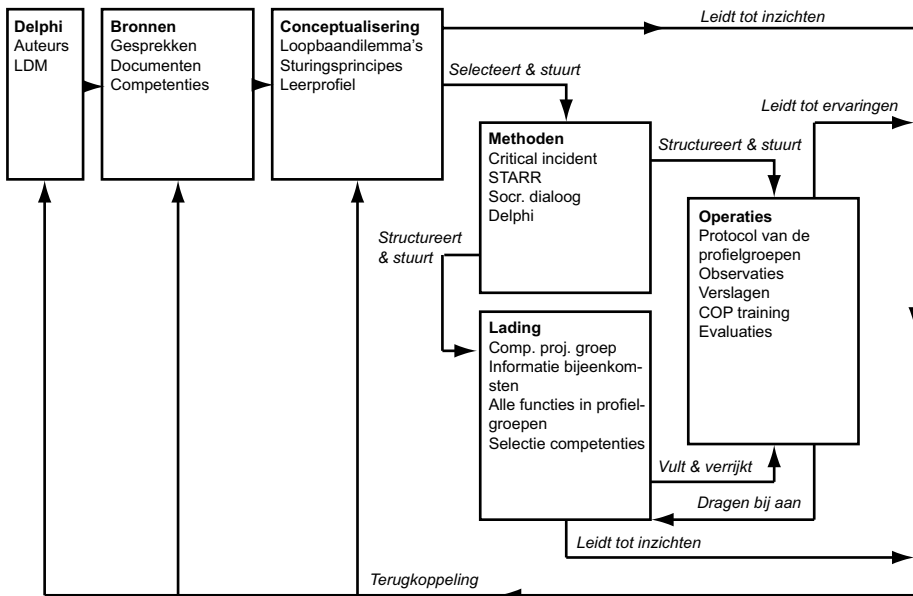 Delphi
Auteurs
LDM
Bronnen
Gesprekken
Documenten
Competenties
Conceptualisering
Loopbaandilemma's
Sturingsprincipes
Leerprofiel
Leidt tot inzichten
Selecteert & stuurt
Leidt tot ervaringen
Methoden
Critical incident
STARR
Socr. dialoog
Delphi
Structureert & stuurt
Structureert
& stuurt
Operaties
Protocol van de
profielgroepen
Observaties
Verslagen
COP training
Evaluaties
Lading
Comp. proj. groep
Informatie bijeenkom-
sten
Alle functies in profiel-
groepen
Selectie competenties
Vult & verrijkt
Dragen bij aan
Leidt tot inzichten
Terugkoppeling